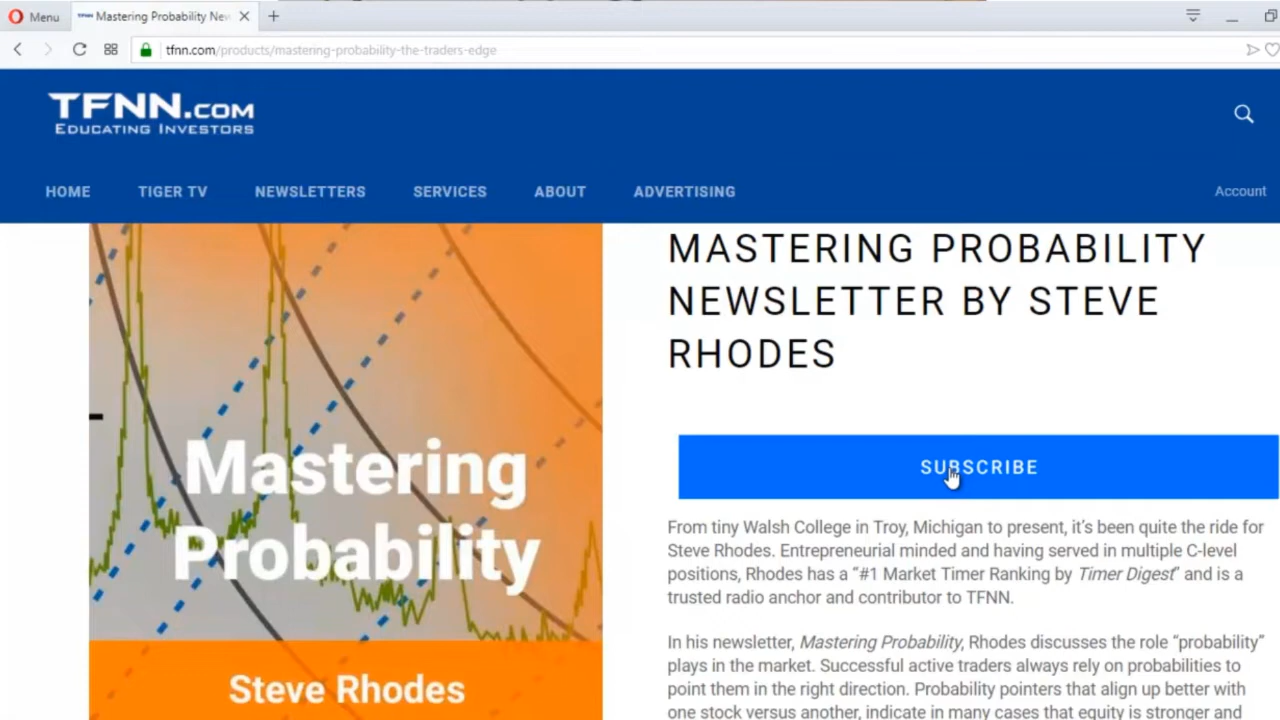 Menu
TFNN Mastering Probability New
tfnn.com/products/mastering-probability-the-traders-edge
TFNN.COM
EDUCATING INVESTORS
HOME TIGER TV NEWSLETTERS SERVICES ABOUT ADVERTISING Account
MASTERING PROBABILITY
NEWSLETTER BY STEVE
RHODES
SUBSCRIBE
Mastering
Probability
Steve Rhodes
From tiny Walsh College in Troy, Michigan to present, it's been quite the ride for
Steve Rhodes. Entrepreneurial minded and having served in multiple C-level
positions, Rhodes has a “#1 Market Timer Ranking by Timer Digest” and is a
trusted radio anchor and contributor to TFNN.
In his newsletter, Mastering Probability, Rhodes discusses the role “probability”
plays in the market. Successful active traders always rely on probabilities to
point them in the right direction. Probability pointers that align up better with
one stock versus another, indicate in many cases that equity is stronger and